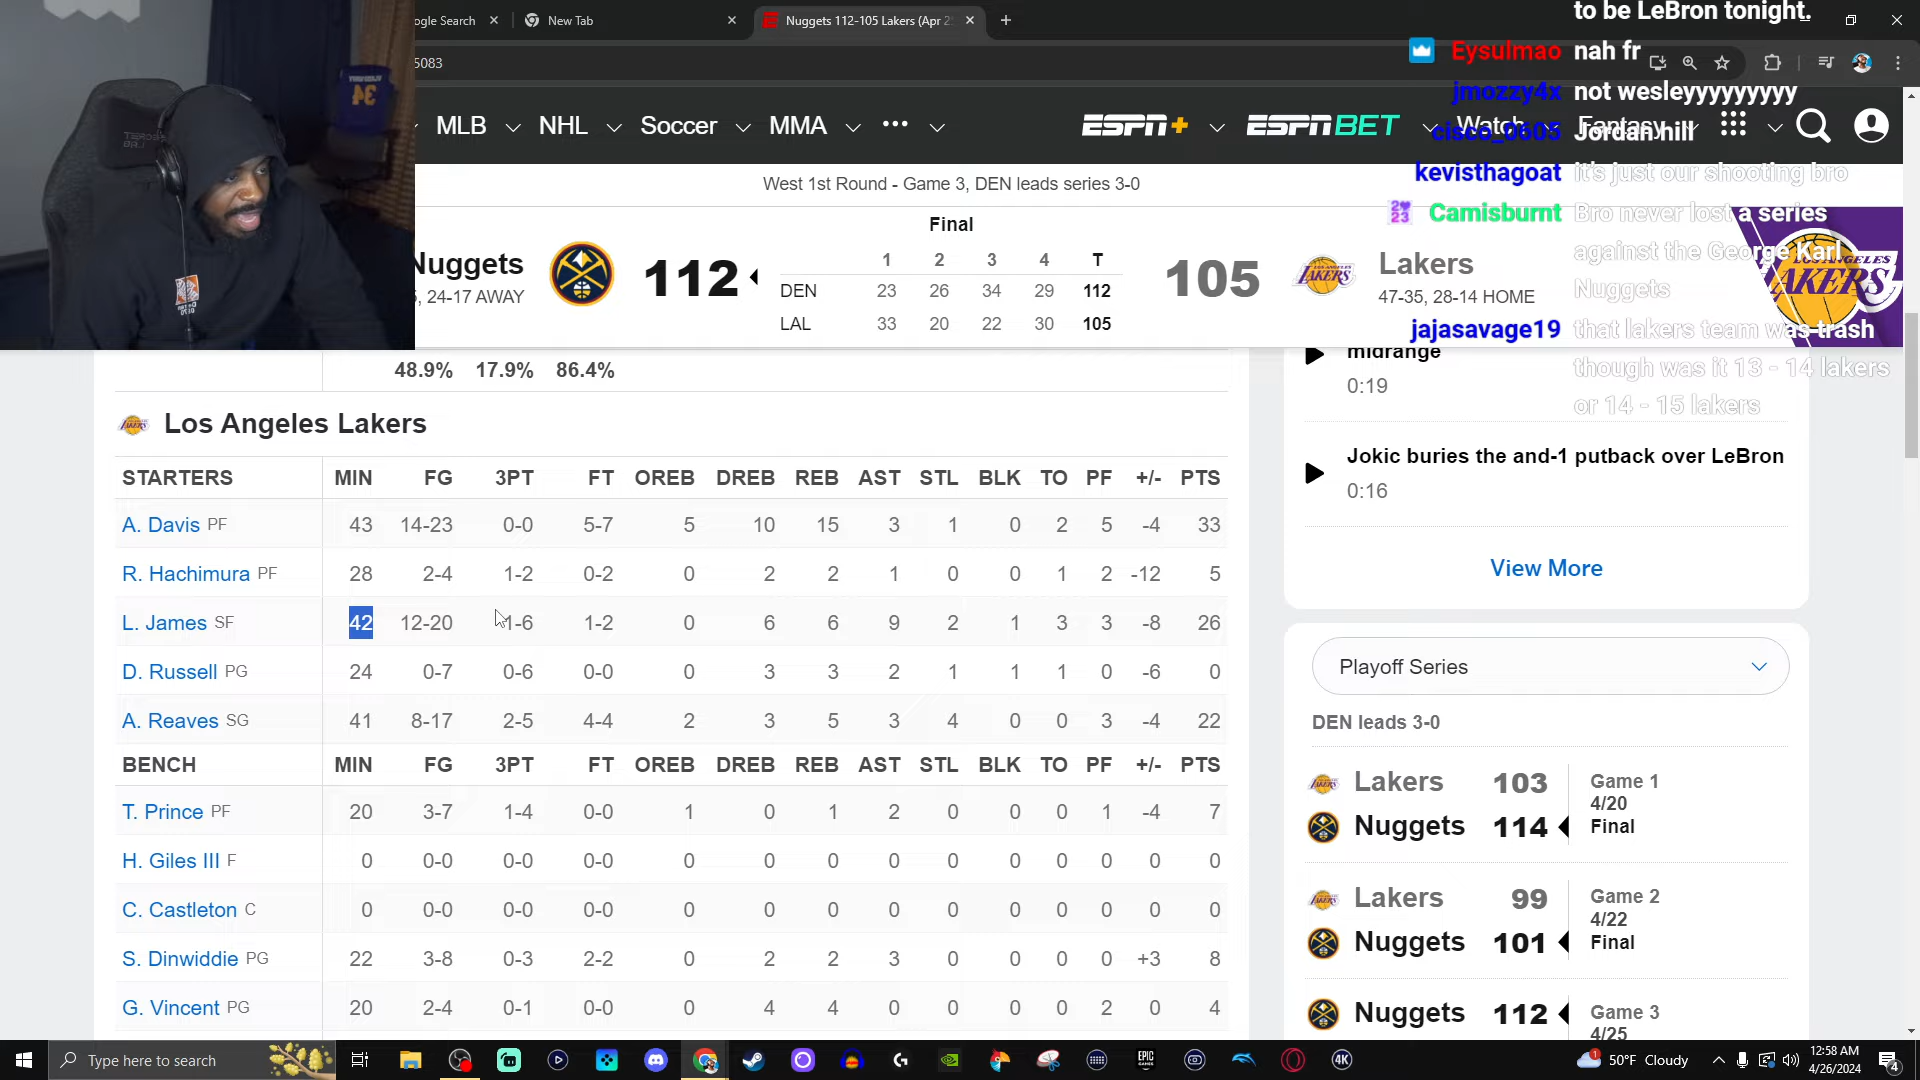 ogle Search
New Tab
Nuggets 112-105 Lakers (Apr 2
5083
to be LeBron tonight.
Eysulmao nah fr
jmozzy4x not wesleyyyyyyyyy
cisco_0605 Jordan hill
kevisthagoat it's just our shooting bro
Camisburnt Bro never lost a series
against the George Karl
Nuggets
jajasavage19 that lakers team was trash
though was it 13 - 14 lakers
or 14 - 15 lakers
MLB NHL Soccer MMA ESPN+ ESPN BET Watch Fantasy
West 1st Round - Game 3, DEN leads series 3-0
Final
Nuggets
, 24-17 AWAY
112
1 2 3 4 T
DEN 23 26 34 29 112
LAL 33 20 22 30 105
105
LAKERS
Lakers
47-35, 28-14 HOME
LOS ANGELES
LAKERS
34
48.9% 17.9% 86.4%
Los Angeles Lakers
STARTERS MIN FG 3PT FT OREB DREB REB AST STL BLK TO PF +/- PTS
A. Davis PF 43 14-23 0-0 5-7 5 10 15 3 1 0 2 5 -4 33
R. Hachimura PF 28 2-4 1-2 0-2 0 2 2 1 0 0 1 2 -12 5
L. James SF 42 12-20 1-6 1-2 0 6 6 9 2 1 3 3 -8 26
D. Russell PG 24 0-7 0-6 0-0 0 3 3 2 1 1 1 0 -6 0
A. Reaves SG 41 8-17 2-5 4-4 2 3 5 3 4 0 0 3 -4 22
BENCH MIN FG 3PT FT OREB DREB REB AST STL BLK TO PF +/- PTS
T. Prince PF 20 3-7 1-4 0-0 1 0 1 2 0 0 0 1 -4 7
H. Giles III F 0 0-0 0-0 0-0 0 0 0 0 0 0 0 0 0 0
C. Castleton C 0 0-0 0-0 0-0 0 0 0 0 0 0 0 0 0 0
S. Dinwiddie PG 22 3-8 0-3 2-2 0 2 2 3 0 0 0 0 +3 8
G. Vincent PG 20 2-4 0-1 0-0 0 4 4 0 0 0 0 2 0 4
midrange
0:19
Jokic buries the and-1 putback over LeBron
0:16
View More
Playoff Series
DEN leads 3-0
Lakers 103 Game 1
4/20
Nuggets 114 Final
Lakers 99 Game 2
4/22
Nuggets 101 Final
Nuggets 112 Game 3
4/25
Type here to search
EPIC GAMES
4K
1
50°F Cloudy
12:58 AM
4/26/2024
4